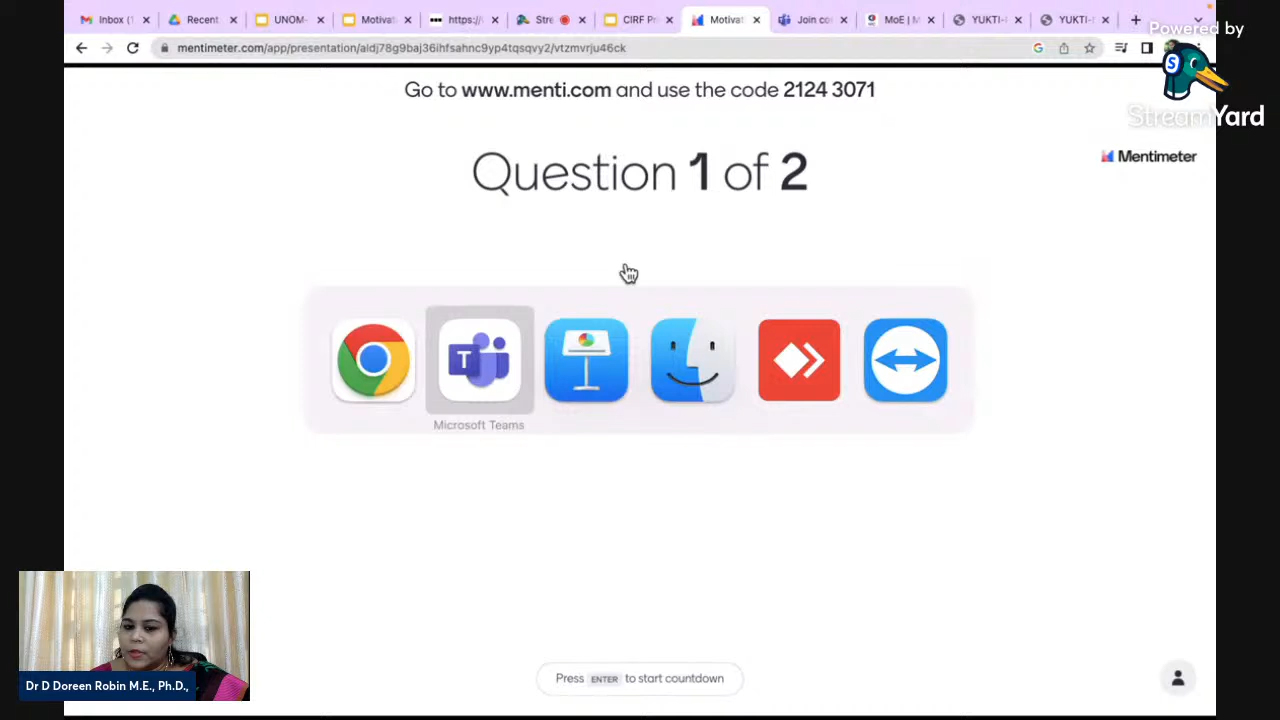 Inbox (1
Recent
UNOM-
Motivat
https:/
Stre
CIRF Pr
Motivat
Join co
MoE | M
YUKTI-
YUKTI-
mentimeter.com/app/presentation/aidj78g9baj36ihfsahnc9yp4tqsqvy2/vtzmvrju46ck
Powered by
S
StreamYard
Go to www.menti.com and use the code 2124 3071
Mentimeter
Question 1 of 2
T
Microsoft Teams
Dr D Doreen Robin M.E., Ph.D.,
Press ENTER to start countdown